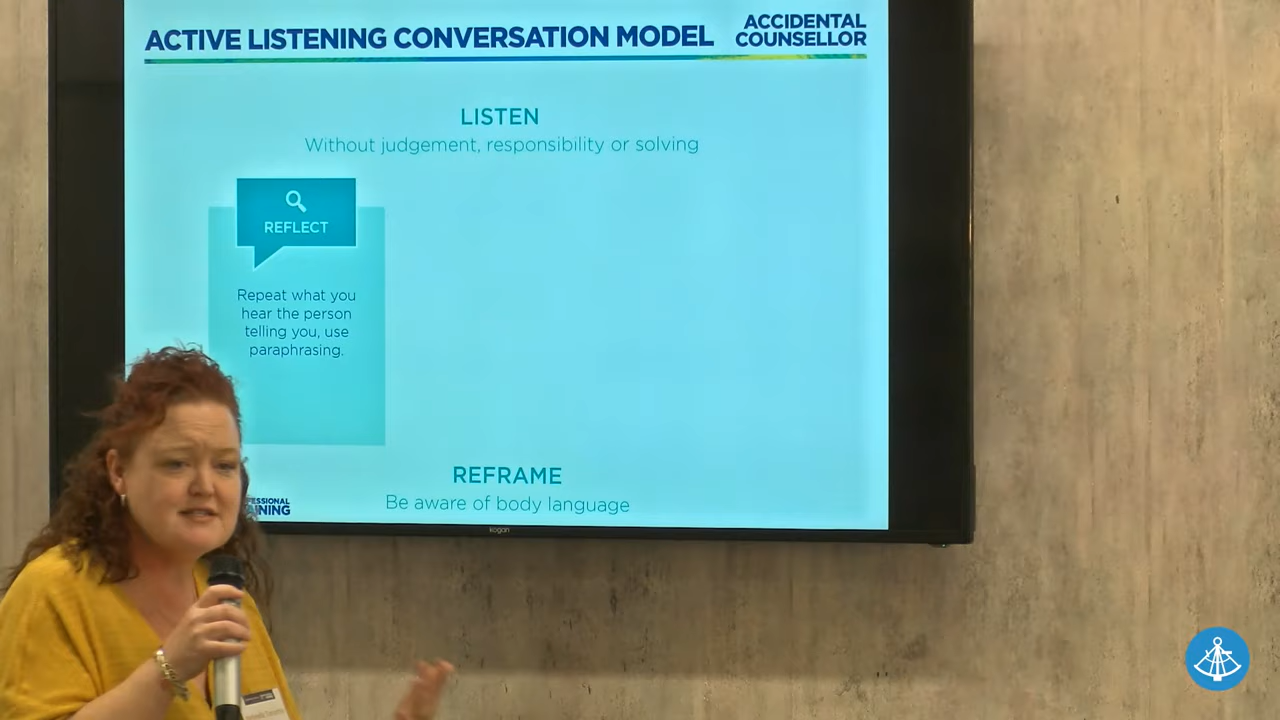 ACTIVE LISTENING CONVERSATION MODEL
ACCIDENTAL
COUNSELLOR
LISTEN
Without judgement, responsibility or solving
REFLECT
Repeat what you
hear the person
telling you, use
paraphrasing.
REFRAME
Be aware of body language
kogan